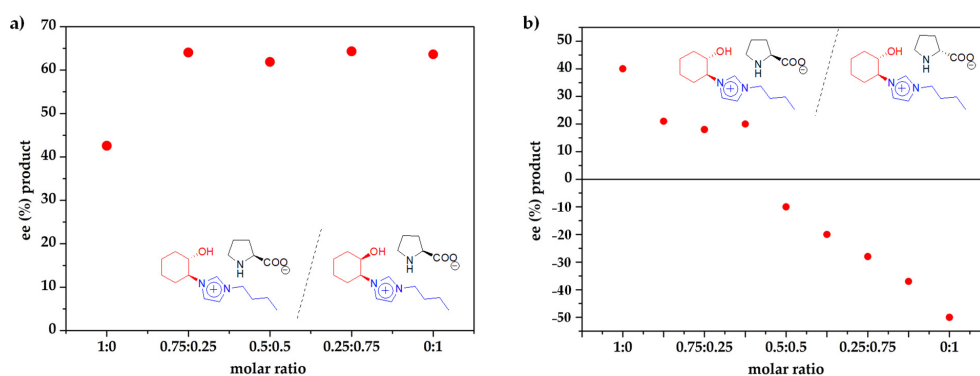 a)
ee (%) product
70
60
50
40
30
20
10
0
OH
N
H
COO
⊖
N
⊕
N
OH
N
H
COO
⊖
N
⊕
N
1:0
0.75:0.25
0.5:0.5
0.25:0.75
0:1
molar ratio
b)
ee (%) product
50
40
30
20
10
0
-10
-20
-30
-40
-50
OH
N
H
COO
⊖
N
⊕
N
OH
N
H
COO
⊖
N
⊕
N
1:0
0.75:0.25
0.5:0.5
0.25:0.75
0:1
molar ratio